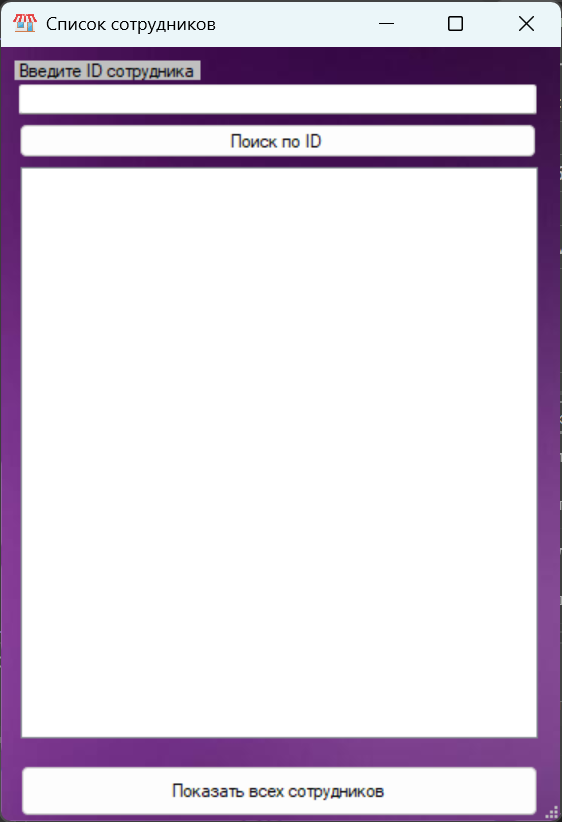 Список сотрудников
Введите ID сотрудника
Поиск по ID
Показать всех сотрудников